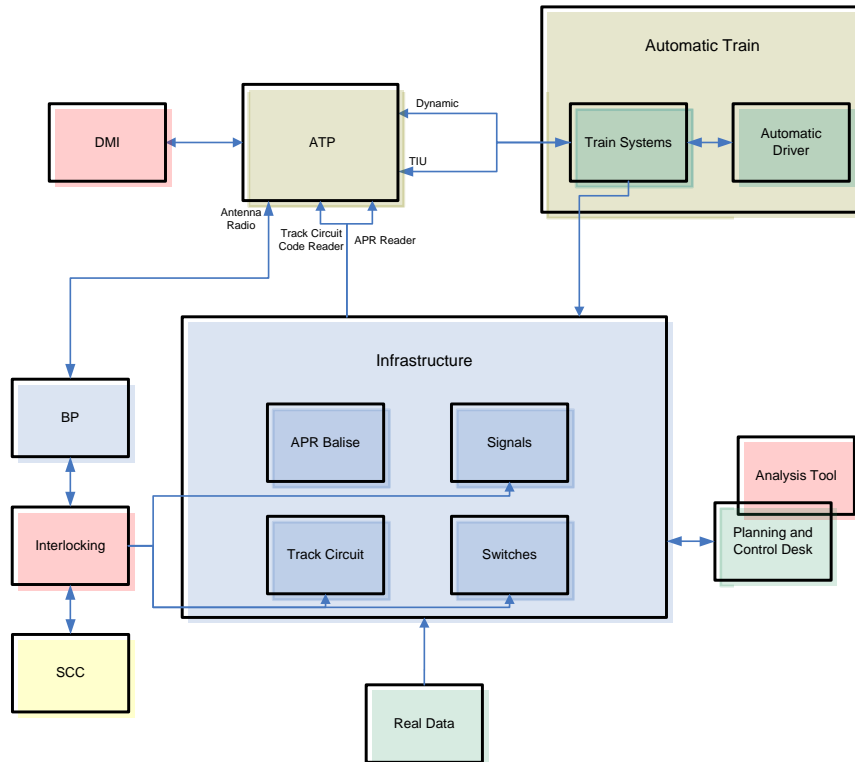 Automatic Train
Dynamic
DMI
ATP
Train Systems
Automatic
Driver
TIU
Antenna
Radio
Track Circuit
Code Reader
APR Reader
Infrastructure
BP
APR Balise
Signals
Analysis Tool
Interlocking
Track Circuit
Switches
Planning and
Control Desk
SCC
Real Data